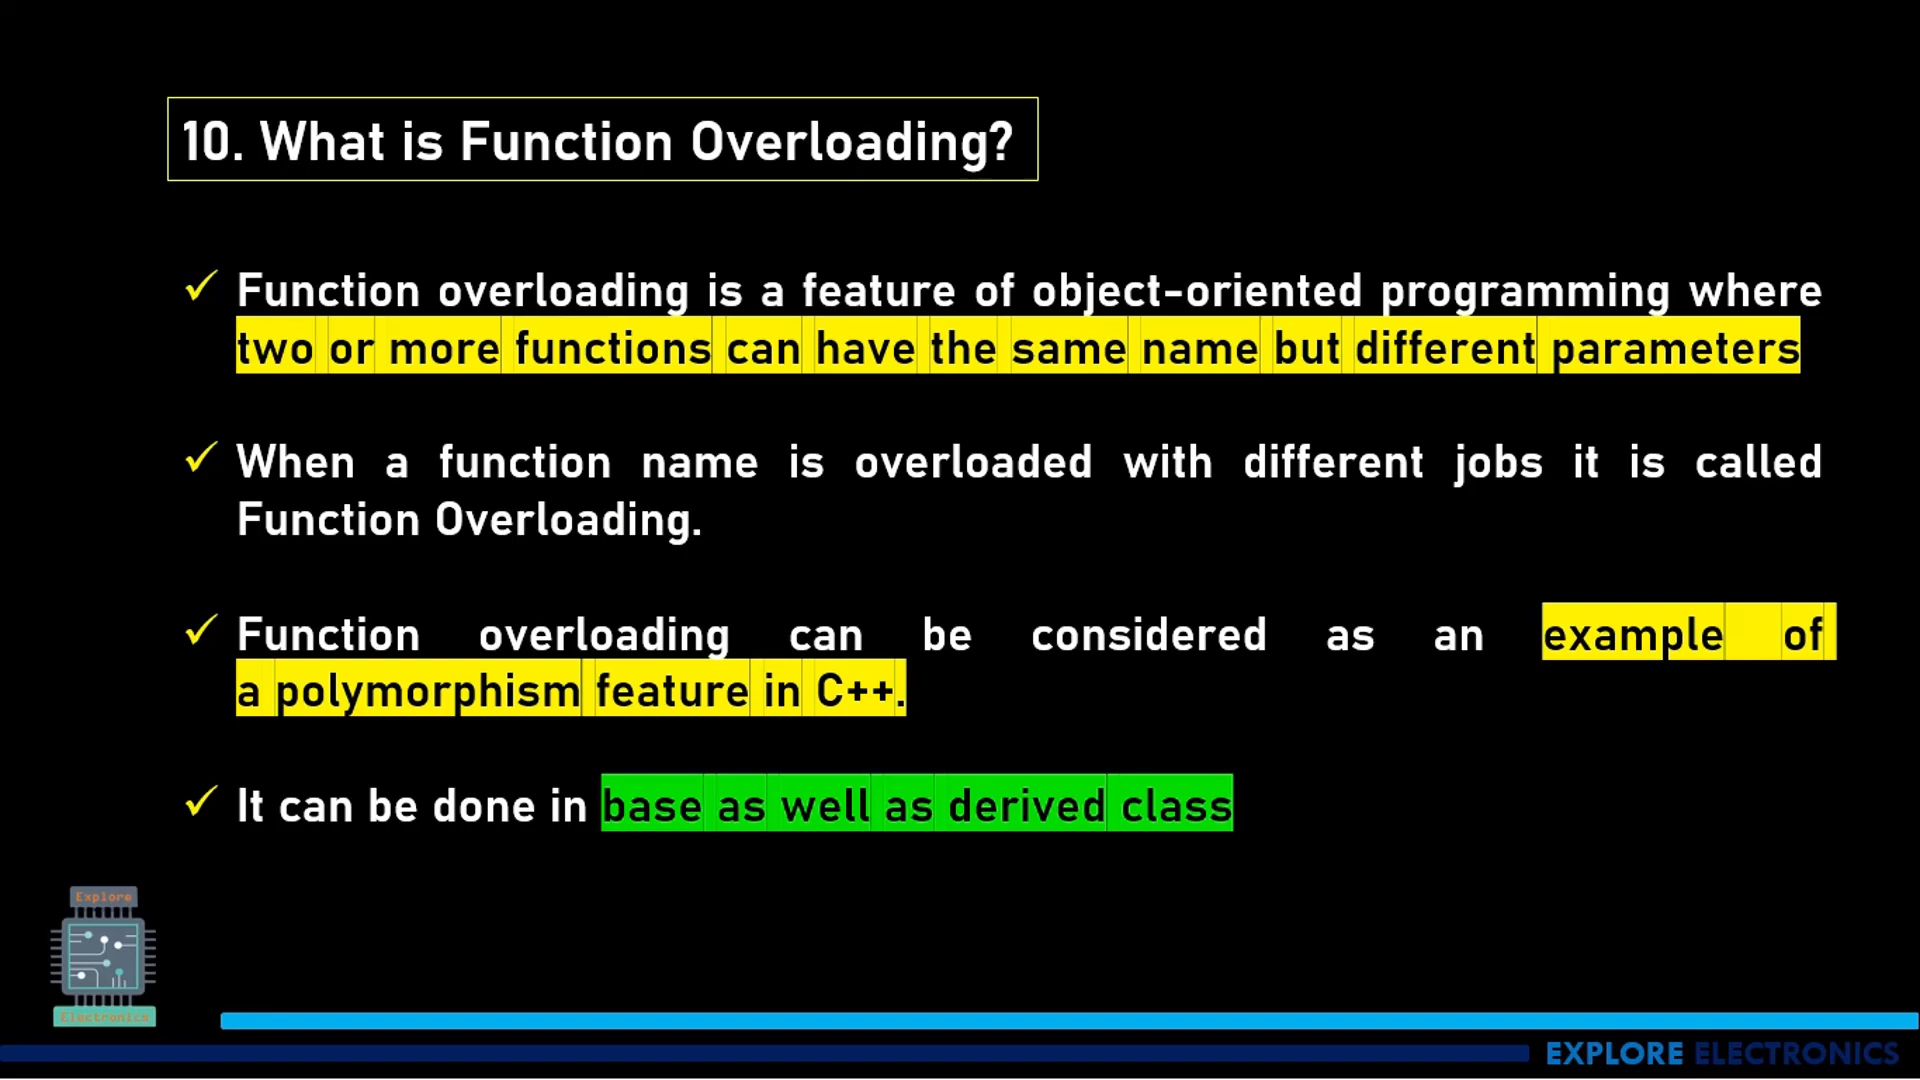 10. What is Function Overloading?
✓ Function overloading is a feature of object-oriented programming where
two or more functions can have the same name but different parameters
✓ When a function name is overloaded with different jobs it is called
Function Overloading.
✓ Function overloading can be considered as an example of
a polymorphism feature in C++.
✓ It can be done in base as well as derived class
Explore
Electronics
EXPLORE ELECTRONICS